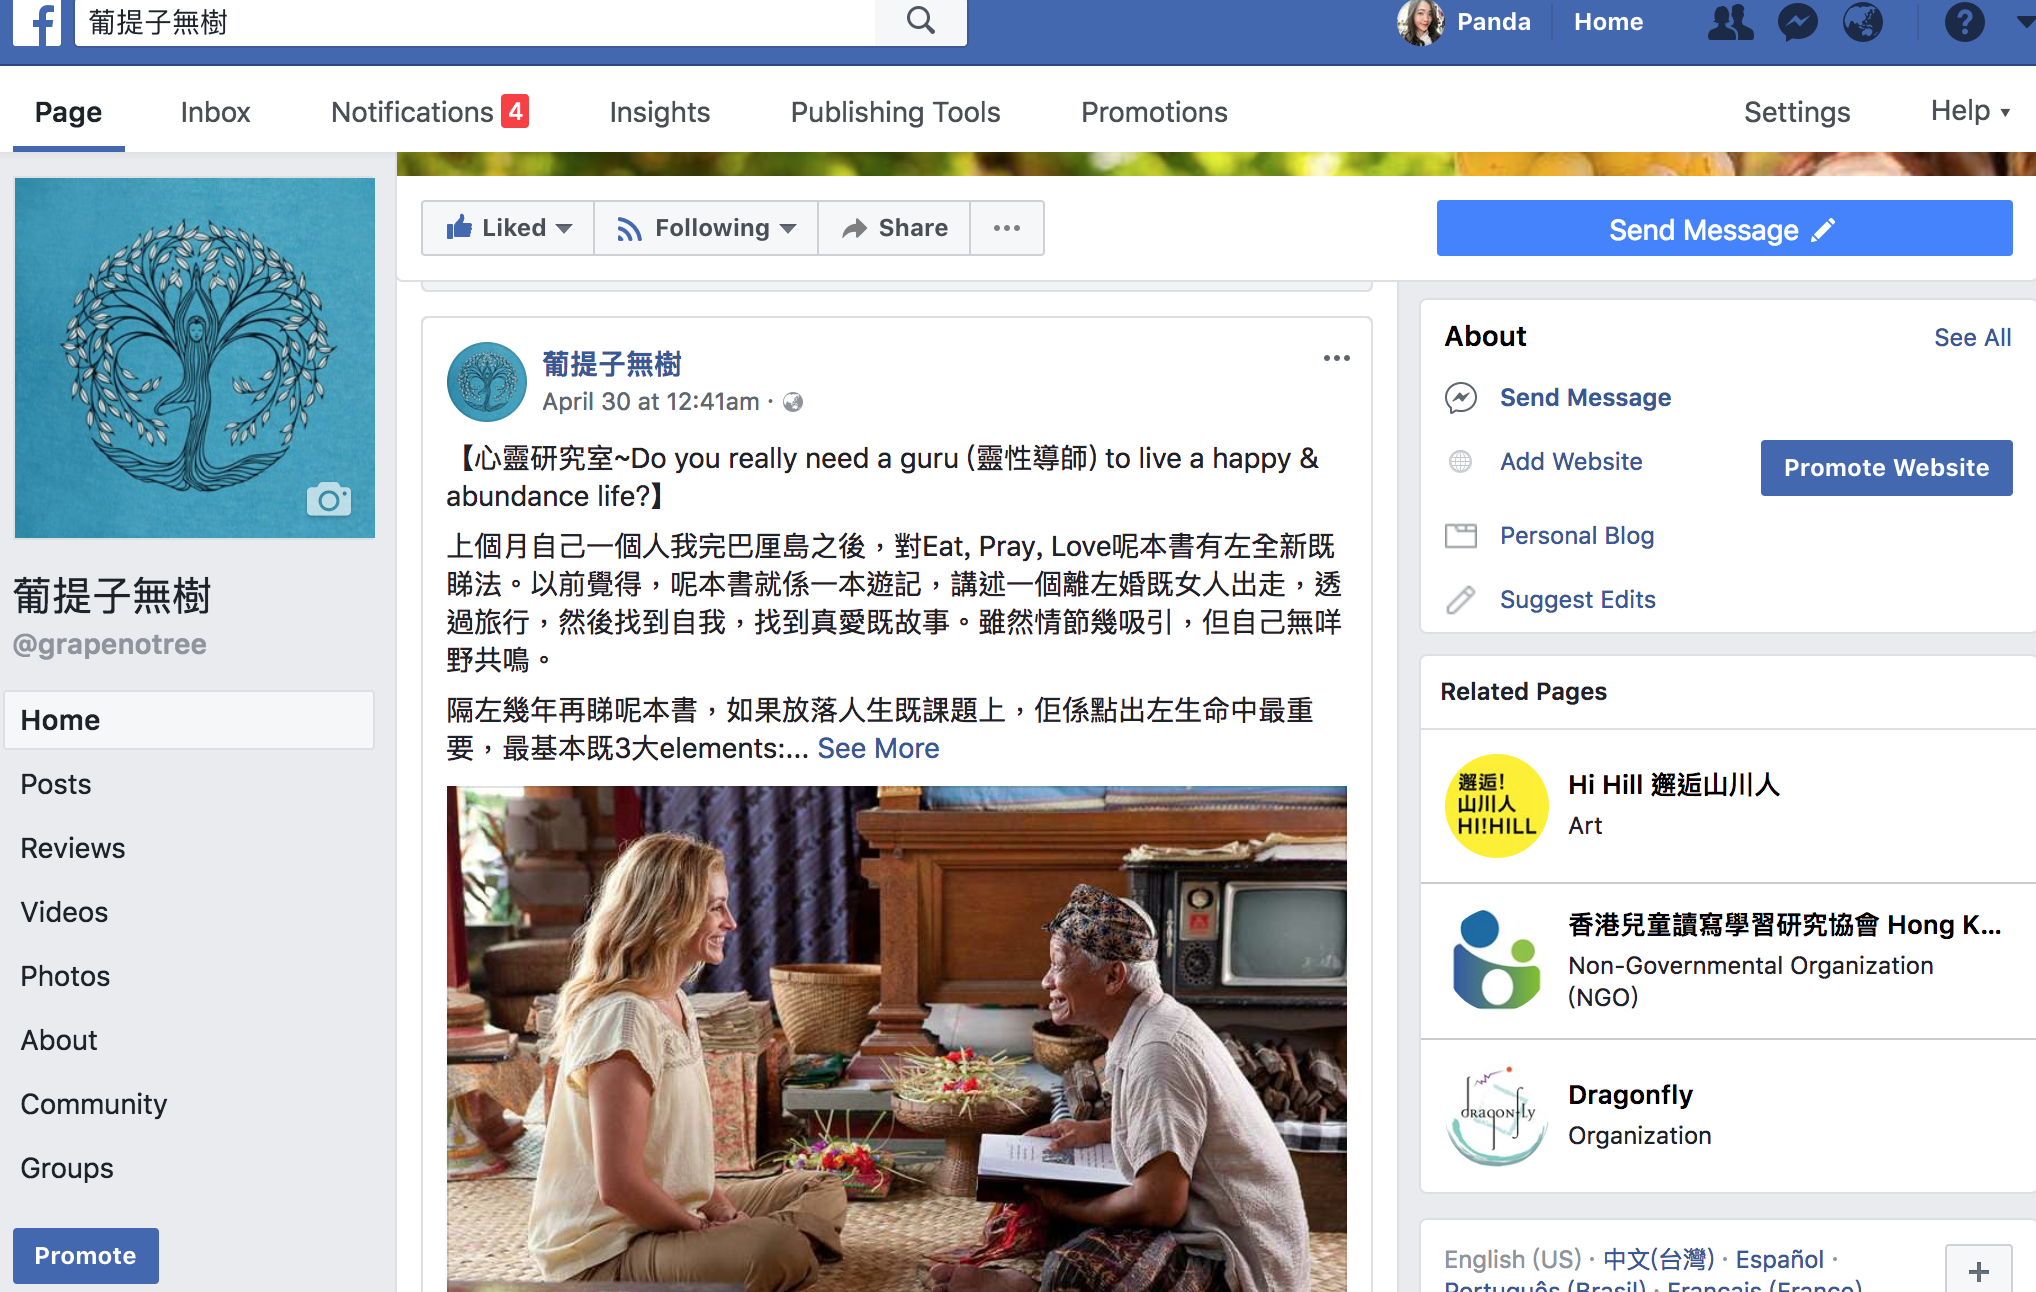 葡提子無樹
Panda
Home
Page
Inbox
Notifications 4
Insights
Publishing Tools
Promotions
Settings
Help
Liked
Following
Share
Send Message
葡提子無樹
@grapenotree
Home
Posts
Reviews
Videos
Photos
About
Community
Groups
Promote
葡提子無樹
April 30 at 12:41am ·
【心靈研究室~Do you really need a guru (靈性導師) to live a happy &
abundance life?】
上個月自己一個人我完巴厘島之後，對Eat, Pray, Love呢本書有左全新既
睇法。以前覺得，呢本書就係一本遊記，講述一個離左婚既女人出走，透
過旅行，然後找到自我，找到真愛既故事。雖然情節幾吸引，但自己無咩
野共鳴。
隔左幾年再睇呢本書，如果放落人生既課題上，佢係點出左生命中最重
要，最基本既3大elements:... See More
About
See All
Send Message
Add Website
Promote Website
Personal Blog
Suggest Edits
Related Pages
邂逅!
山川人
HI!HILL
Hi Hill 邂逅山川人
Art
香港兒童讀寫學習研究協會 Hong K...
Non-Governmental Organization
(NGO)
dragonfly
Dragonfly
Organization
English (US) · 中文(台灣) · Español ·
Português (Brasil) · Français (France)